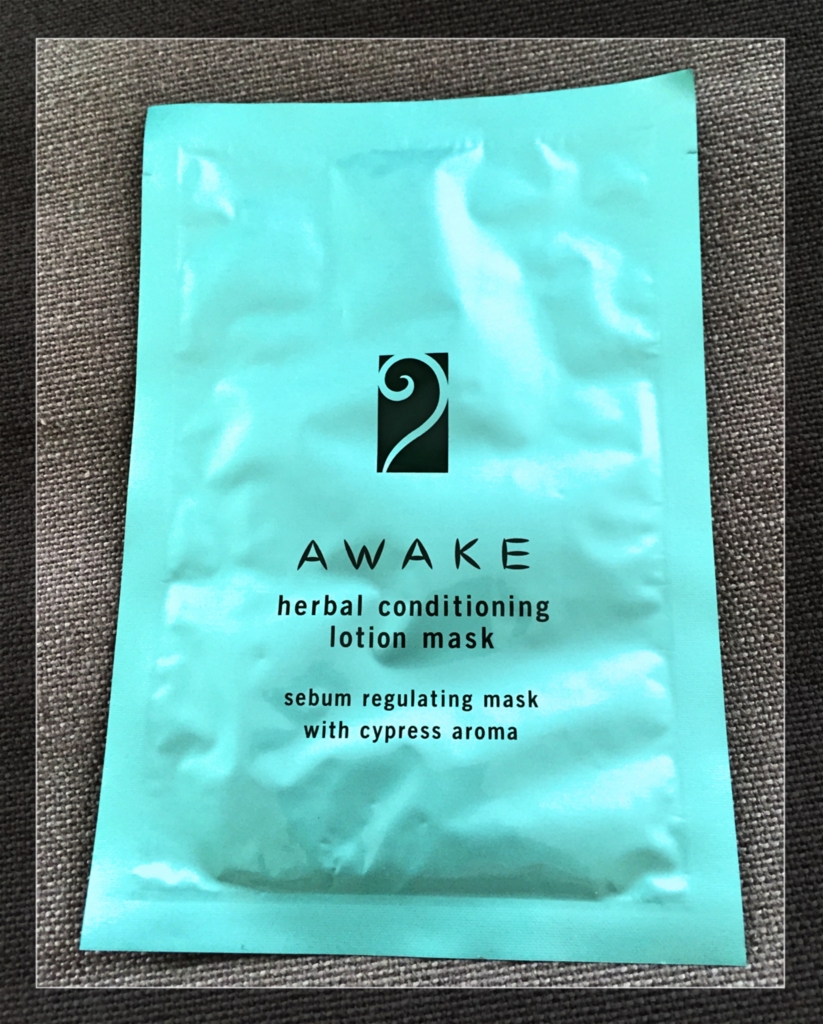 AWAKE
herbal conditioning
lotion mask
sebum regulating mask
with cypress aroma